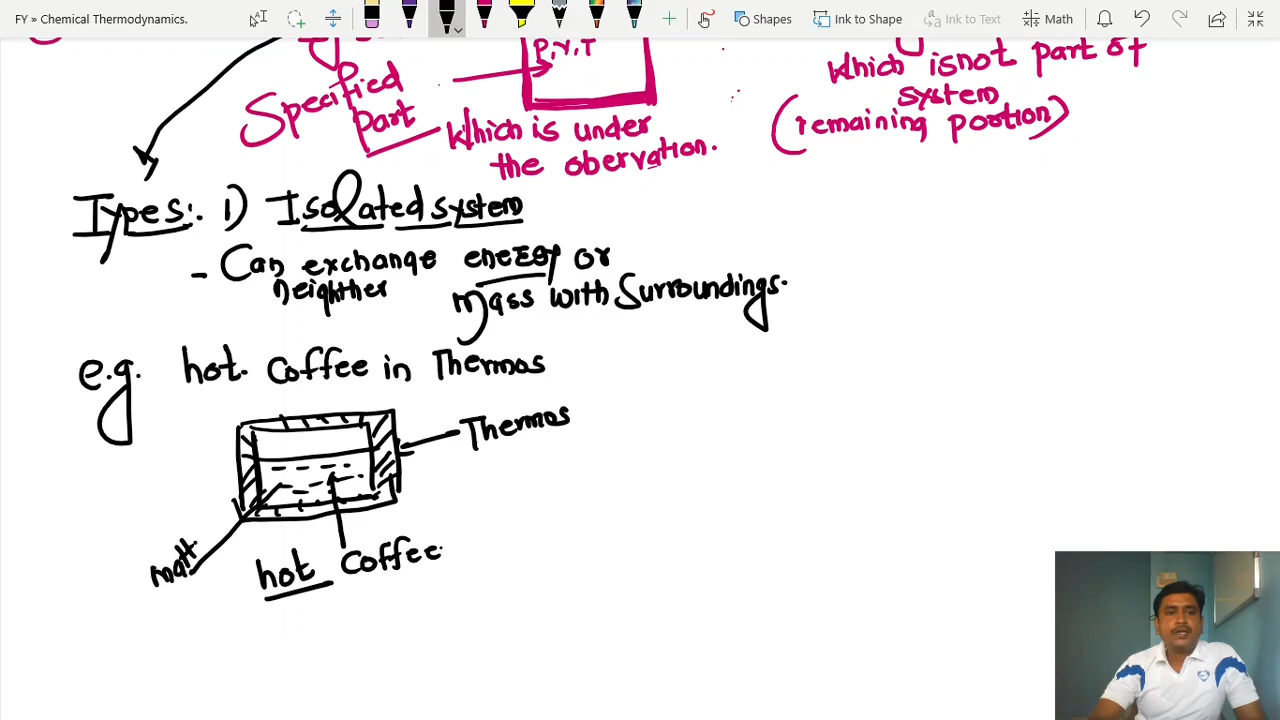 FY » Chemical Thermodynamics.
Shapes
Ink to Shape
Ink to Text
Math
P, V, T
Specified
part
Which is under
the obervation.
Which is not part of
system
(remaining portion)
Types:- 1) Isolated system
- Can exchange energy or
neighther
mass with Surroundings.
e.g. hot. Coffee in Thermos
Thermos
matt
hot Coffee